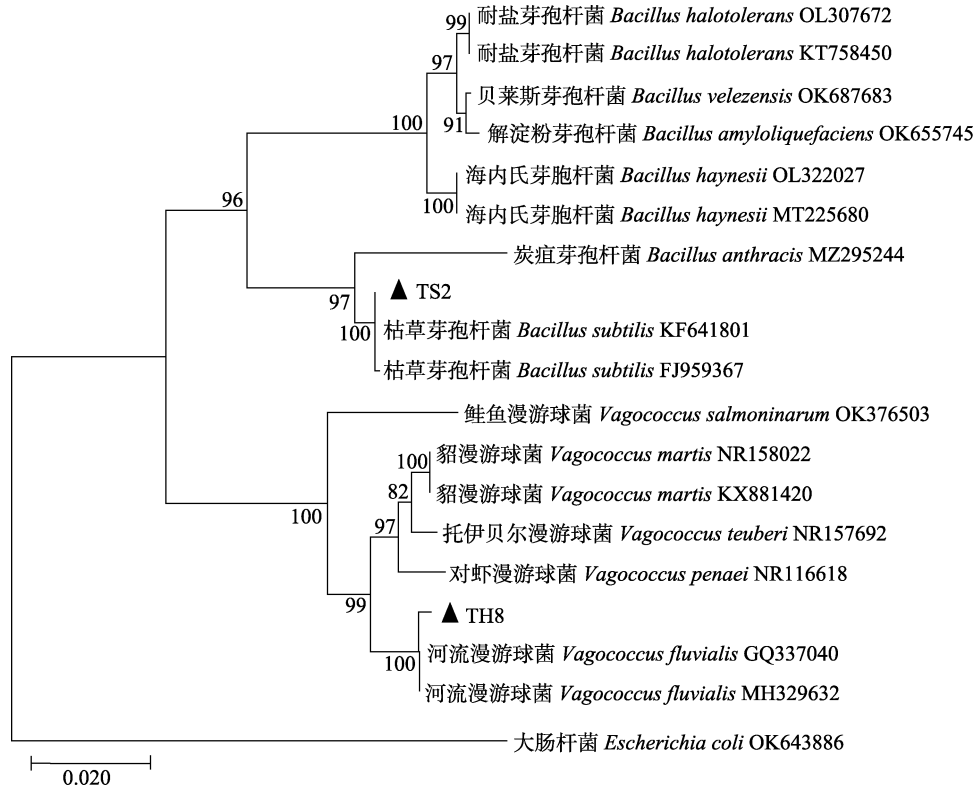 99
耐盐芽孢杆菌 Bacillus halotolerans OL307672
耐盐芽孢杆菌 Bacillus halotolerans KT758450
97
贝莱斯芽孢杆菌 Bacillus velezensis OK687683
91
解淀粉芽孢杆菌 Bacillus amyloliquefaciens OK655745
100
海内氏芽胞杆菌 Bacillus haynesii OL322027
100
海内氏芽胞杆菌 Bacillus haynesii MT225680
96
炭疽芽孢杆菌 Bacillus anthracis MZ295244
97
▲ TS2
100
枯草芽孢杆菌 Bacillus subtilis KF641801
枯草芽孢杆菌 Bacillus subtilis FJ959367
鲑鱼漫游球菌 Vagococcus salmoninarum OK376503
100
100
貂漫游球菌 Vagococcus martis NR158022
82
貂漫游球菌 Vagococcus martis KX881420
97
托伊贝尔漫游球菌 Vagococcus teuberi NR157692
对虾漫游球菌 Vagococcus penaei NR116618
99
▲ TH8
100
河流漫游球菌 Vagococcus fluvialis GQ337040
河流漫游球菌 Vagococcus fluvialis MH329632
大肠杆菌 Escherichia coli OK643886
0.020